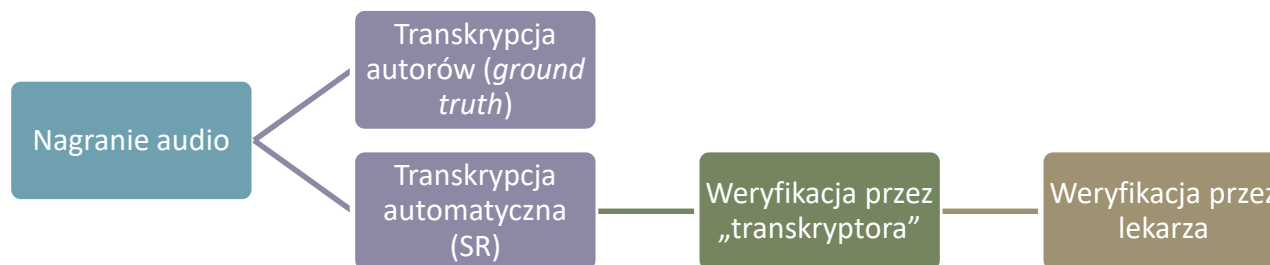 Nagranie audio
Transkrypcja
autorów (ground
truth)
Transkrypcja
automatyczna
(SR)
Weryfikacja przez
„transkryptora”
Weryfikacja przez
lekarza